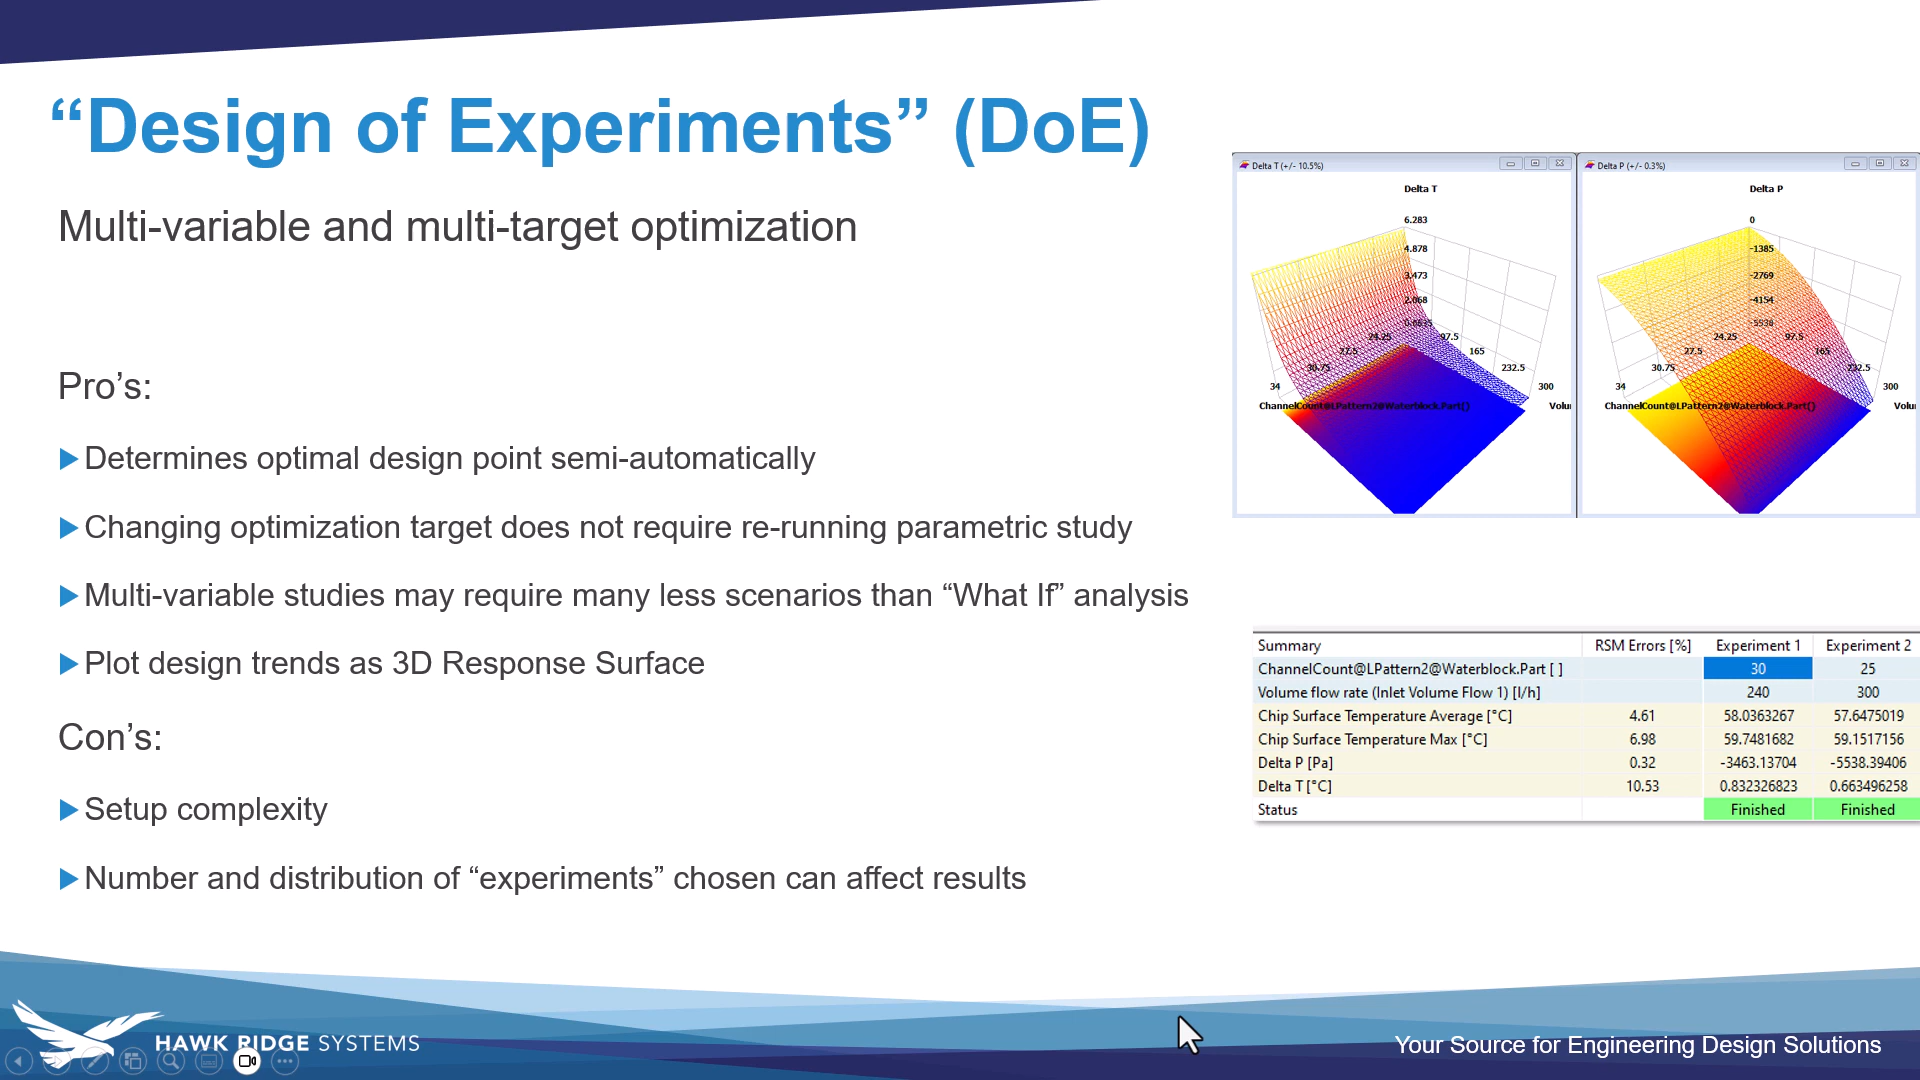 “Design of Experiments” (DoE)
Multi-variable and multi-target optimization
Pro’s:
Determines optimal design point semi-automatically
Changing optimization target does not require re-running parametric study
Multi-variable studies may require many less scenarios than “What If” analysis
Plot design trends as 3D Response Surface
Con’s:
Setup complexity
Number and distribution of “experiments” chosen can affect results
Delta T (+/- 10.5%)
Delta T
6.283
4.878
3.473
2.068
24.25
27.5
30.75
34
97.5
165
232.5
300
ChannelCount@LPattern2@Waterblock.Part[]
Volu
Delta P (+/- 0.3%)
Delta P
0
-1385
-2769
-4154
-5538
24.25
27.5
30.75
34
97.5
165
232.5
300
ChannelCount@LPattern2@Waterblock.Part[]
Volu
Summary RSM Errors [%] Experiment 1 Experiment 2
ChannelCount@LPattern2@Waterblock.Part [ ] 30 25
Volume flow rate (Inlet Volume Flow 1) [l/h] 240 300
Chip Surface Temperature Average [°C] 4.61 58.0363267 57.6475019
Chip Surface Temperature Max [°C] 6.98 59.7481682 59.1517156
Delta P [Pa] 0.32 -3463.13704 -5538.39406
Delta T [°C] 10.53 0.832326823 0.663496258
Status Finished Finished
HAWK RIDGE SYSTEMS
Your Source for Engineering Design Solutions